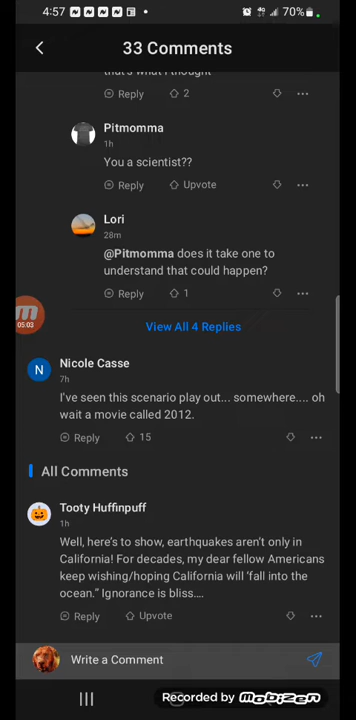 4:57
70%
33 Comments
that's what I thought
Reply 2
Pitmomma
1h
You a scientist??
Reply Upvote
Lori
28m
@Pitmomma does it take one to
understand that could happen?
Reply 1
05:03
View All 4 Replies
N
Nicole Casse
7h
I've seen this scenario play out... somewhere.... oh
wait a movie called 2012.
Reply 15
All Comments
Tooty Huffinpuff
1h
Well, here's to show, earthquakes aren't only in
California! For decades, my dear fellow Americans
keep wishing/hoping California will 'fall into the
ocean." Ignorance is bliss....
Reply Upvote
Write a Comment
Recorded by mobizen